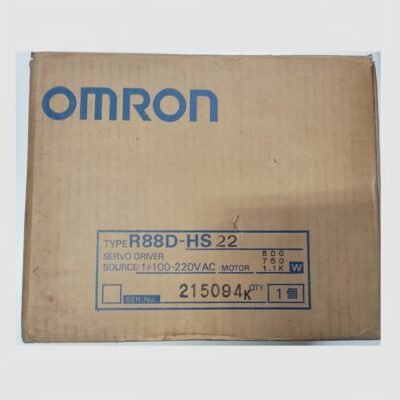 OMRON
TYPE R88D-HS22
SERVO DRIVER 500
750
SOURCE: 1ϕ100~220VAC :MOTOR 1.1K W
SER.No. 215094K QTY. 1個